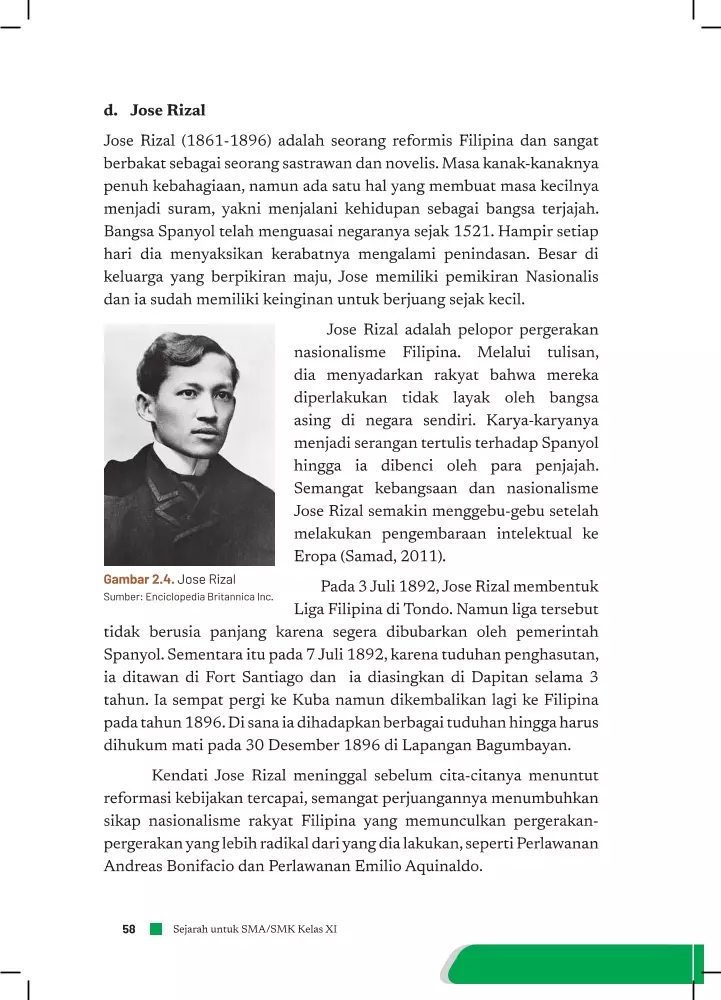 d. Jose Rizal
Jose Rizal (1861-1896) adalah seorang reformis Filipina dan sangat
berbakat sebagai seorang sastrawan dan novelis. Masa kanak-kanaknya
penuh kebahagiaan, namun ada satu hal yang membuat masa kecilnya
menjadi suram, yakni menjalani kehidupan sebagai bangsa terjajah.
Bangsa Spanyol telah menguasai negaranya sejak 1521. Hampir setiap
hari dia menyaksikan kerabatnya mengalami penindasan. Besar di
keluarga yang berpikiran maju, Jose memiliki pemikiran Nasionalis
dan ia sudah memiliki keinginan untuk berjuang sejak kecil.
Jose Rizal adalah pelopor pergerakan
nasionalisme Filipina. Melalui tulisan,
dia menyadarkan rakyat bahwa mereka
diperlakukan tidak layak oleh bangsa
asing di negara sendiri. Karya-karyanya
menjadi serangan tertulis terhadap Spanyol
hingga ia dibenci oleh para penjajah.
Semangat kebangsaan dan nasionalisme
Jose Rizal semakin menggebu-gebu setelah
melakukan pengembaraan intelektual ke
Eropa (Samad, 2011).
Gambar 2.4. Jose Rizal
Sumber: Enciclopedia Britannica Inc.
Pada 3 Juli 1892, Jose Rizal membentuk
Liga Filipina di Tondo. Namun liga tersebut
tidak berusia panjang karena segera dibubarkan oleh pemerintah
Spanyol. Sementara itu pada 7 Juli 1892, karena tuduhan penghasutan,
ia ditawan di Fort Santiago dan ia diasingkan di Dapitan selama 3
tahun. Ia sempat pergi ke Kuba namun dikembalikan lagi ke Filipina
pada tahun 1896. Di sana ia dihadapkan berbagai tuduhan hingga harus
dihukum mati pada 30 Desember 1896 di Lapangan Bagumbayan.
Kendati Jose Rizal meninggal sebelum cita-citanya menuntut
reformasi kebijakan tercapai, semangat perjuangannya menumbuhkan
sikap nasionalisme rakyat Filipina yang memunculkan pergerakan-
pergerakan yang lebih radikal dari yang dia lakukan, seperti Perlawanan
Andreas Bonifacio dan Perlawanan Emilio Aquinaldo.
58 Sejarah untuk SMA/SMK Kelas XI